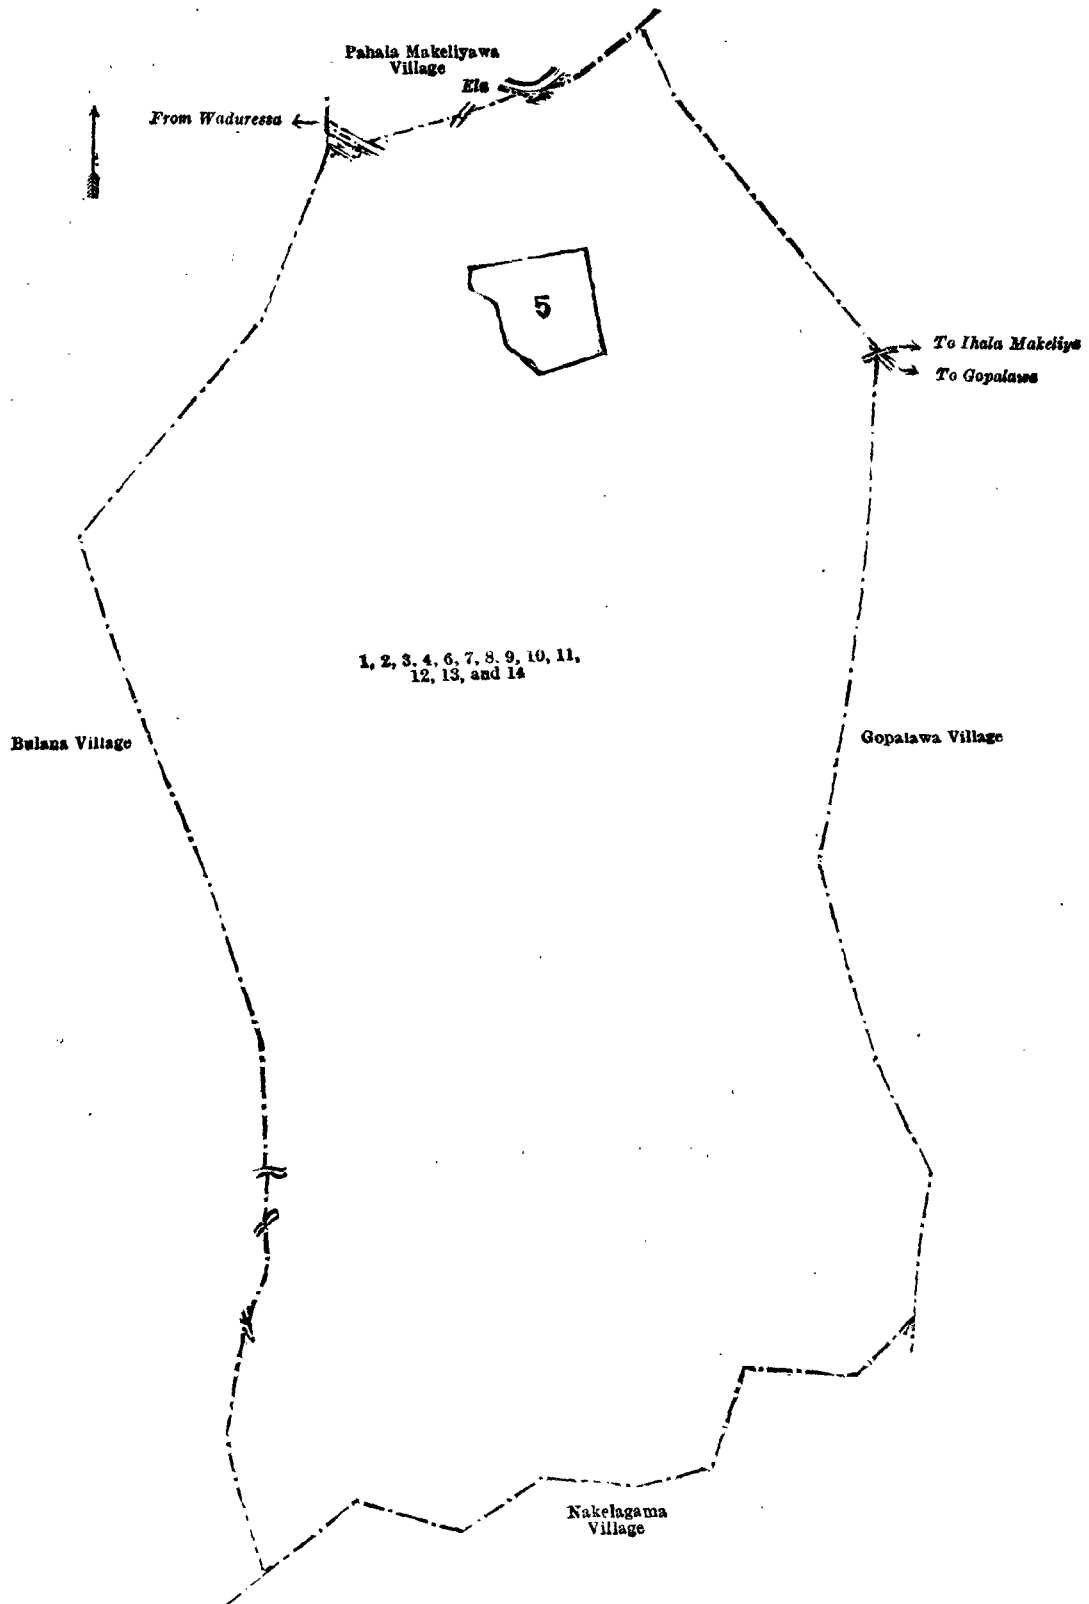 Pahala Makeliyawa
Village
Ela
From Waduressa
5
To Ihala Makeliya
To Gopalawa
1, 2, 3, 4, 6, 7, 8, 9, 10, 11,
12, 13, and 14
Bulana Village
Gopalawa Village
Nakelagama
Village